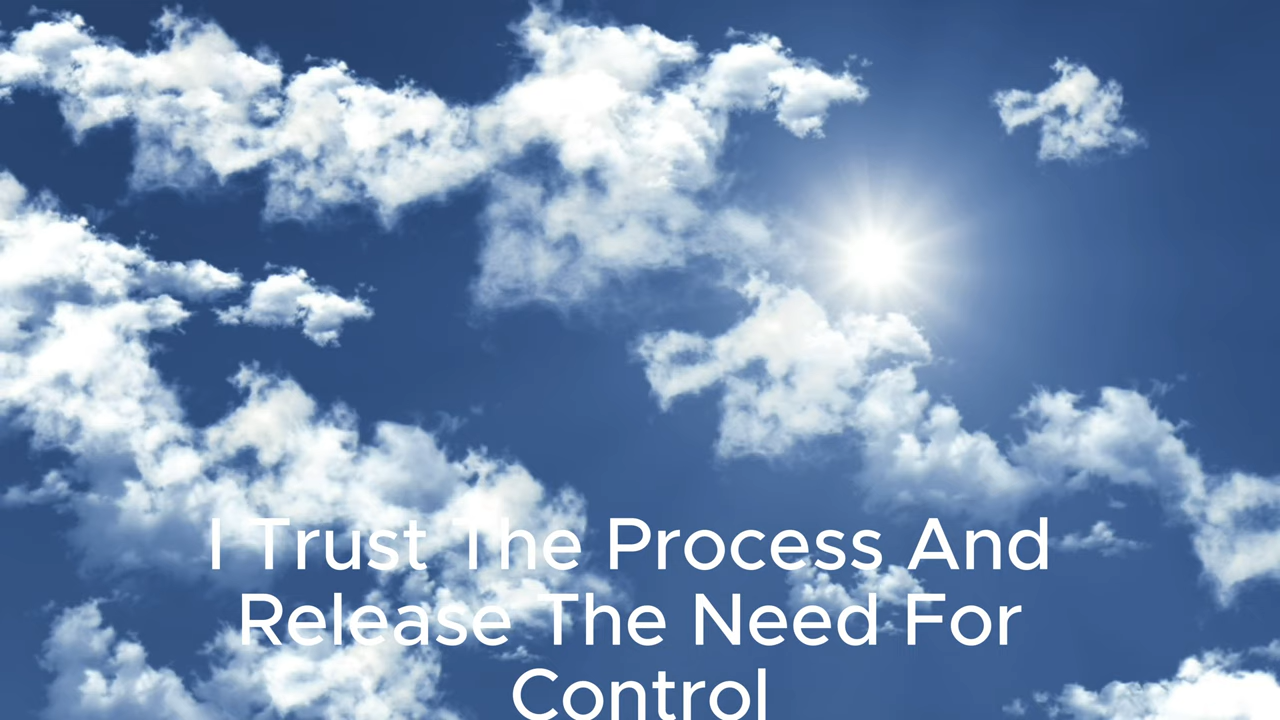 I Trust The Process And
Release The Need For
Control